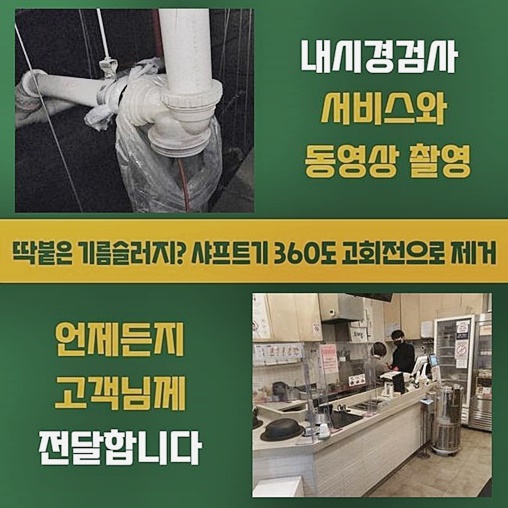 내시경검사
서비스와
동영상 촬영
딱붙은 기름슬러지? 샤프트기 360도 고회전으로 제거
언제든지
고객님께
전달합니다